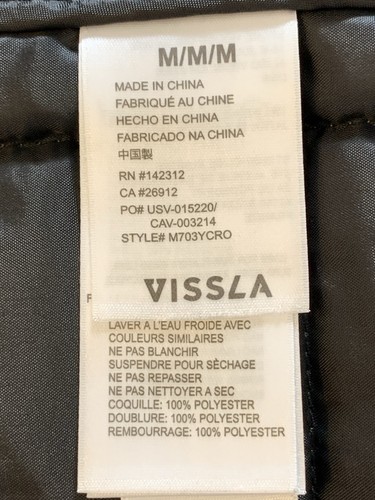 M/M/M
MADE IN CHINA
FABRIQUÉ AU CHINE
HECHO EN CHINA
FABRICADO NA CHINA
中国製
RN #142312
CA #26912
PO# USV-015220/
CAV-003214
STYLE# M703YCRO
VISSLA
LAVER A L'EAU FROIDE AVEC
COULEURS SIMILAIRES
NE PAS BLANCHIR
SUSPENDRE POUR SÈCHAGE
NE PAS REPASSER
NE PAS NETTOYER A SEC
COQUILLE: 100% POLYESTER
DOUBLURE: 100% POLYESTER
REMBOURRAGE: 100% POLYESTER